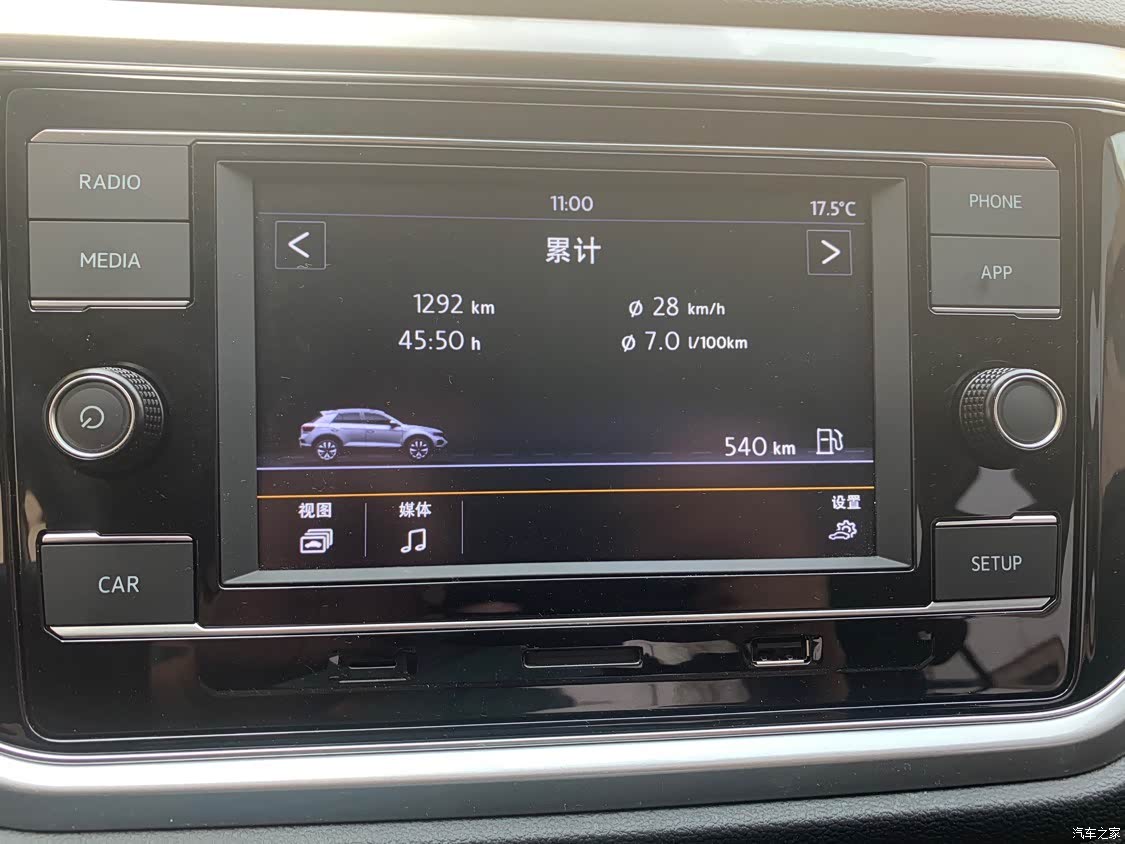 RADIO
MEDIA
CAR
11:00
17.5°C
<
累计
>
1292 km
ø 28 km/h
45:50 h
ø 7.0 l/100km
540 km
视图
媒体
设置
PHONE
APP
SETUP
汽车之家